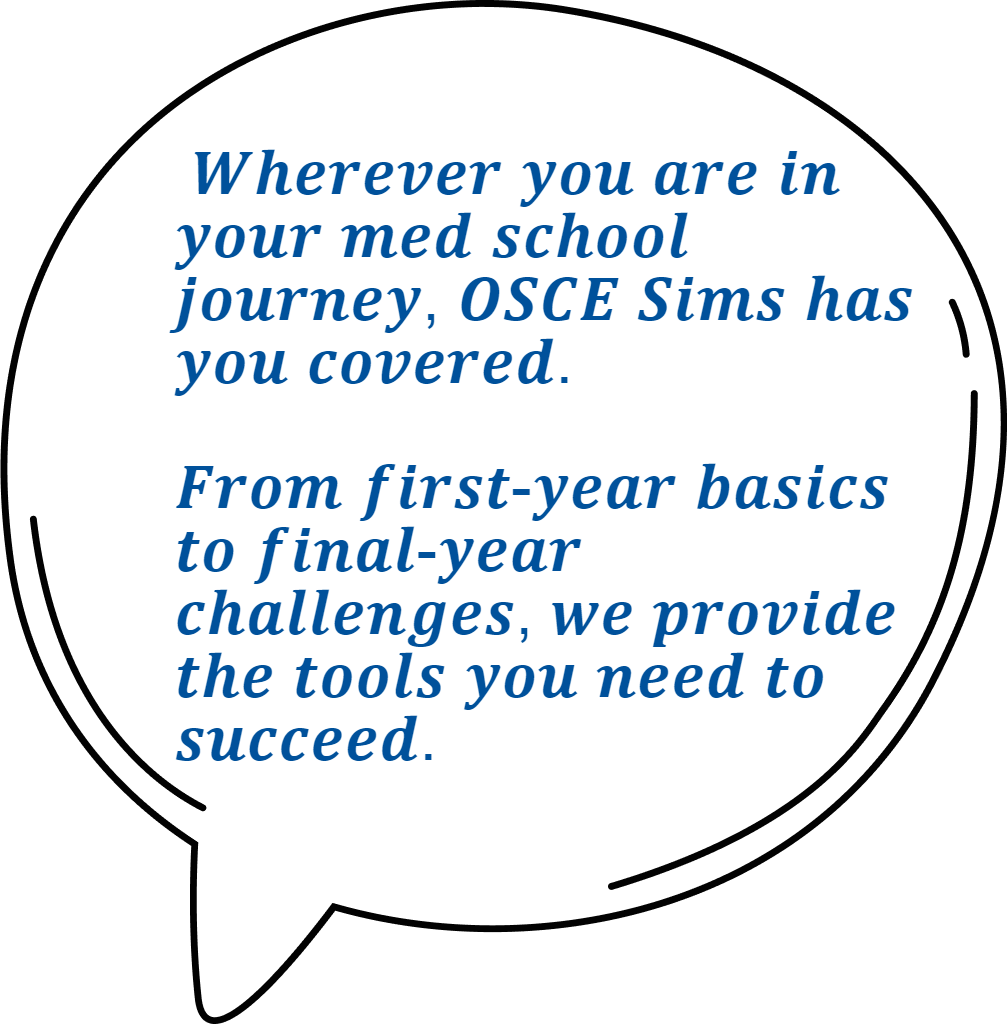 Wherever you are in
your med school
journey, OSCE Sims has
you covered.
From first-year basics
to final-year
challenges, we provide
the tools you need to
succeed.